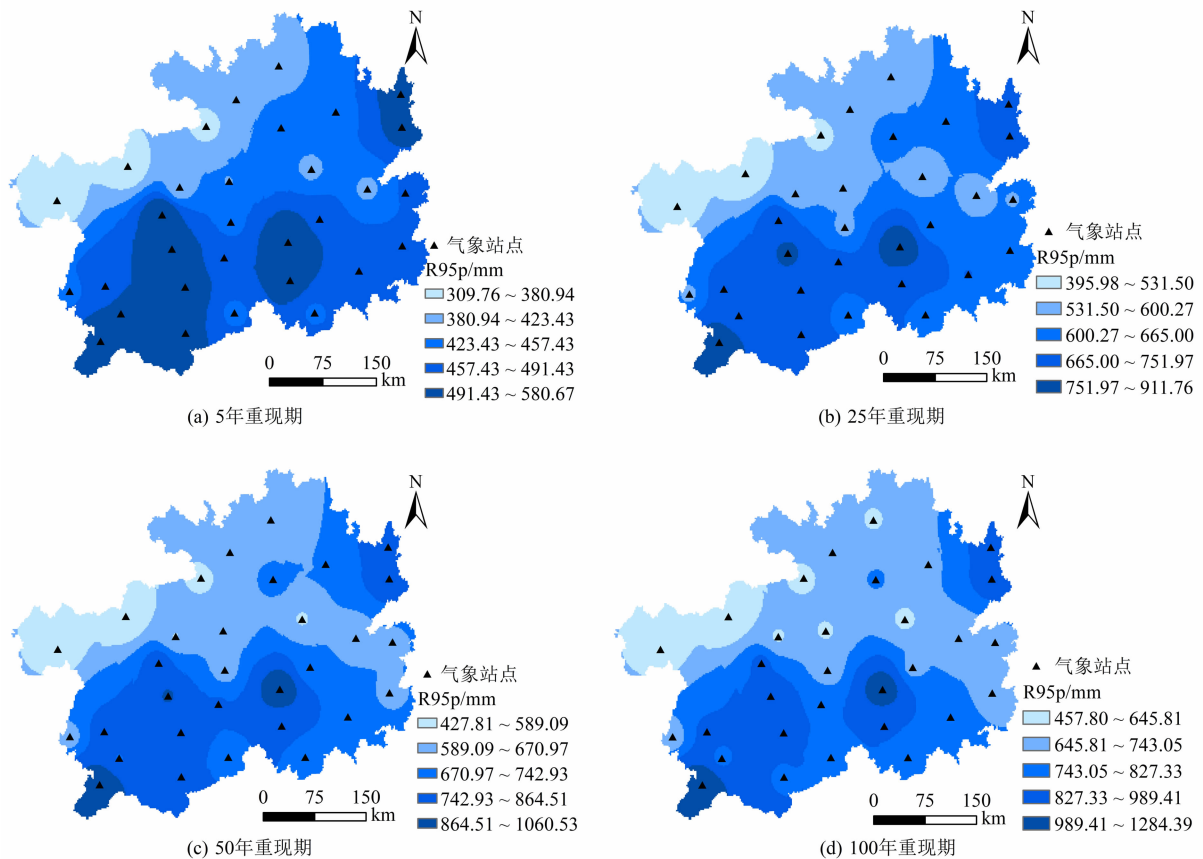 N
气象站点
R95p/mm
309.76 ~ 380.94
380.94 ~ 423.43
423.43 ~ 457.43
457.43 ~ 491.43
491.43 ~ 580.67
0 75 150
km
(a) 5年重现期
N
气象站点
R95p/mm
395.98 ~ 531.50
531.50 ~ 600.27
600.27 ~ 665.00
665.00 ~ 751.97
751.97 ~ 911.76
0 75 150
km
(b) 25年重现期
N
气象站点
R95p/mm
427.81 ~ 589.09
589.09 ~ 670.97
670.97 ~ 742.93
742.93 ~ 864.51
864.51 ~ 1060.53
0 75 150
km
(c) 50年重现期
N
气象站点
R95p/mm
457.80 ~ 645.81
645.81 ~ 743.05
743.05 ~ 827.33
827.33 ~ 989.41
989.41 ~ 1284.39
0 75 150
km
(d) 100年重现期